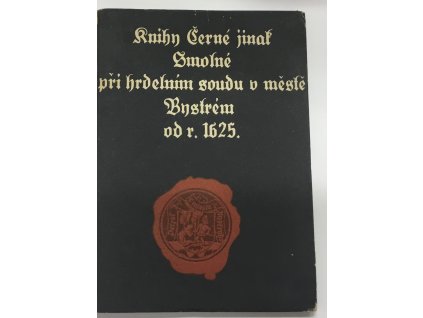 Knihy Černé jinak
Smolné
při hrdelním soudu v městě
Bystrém
od r. 1625.